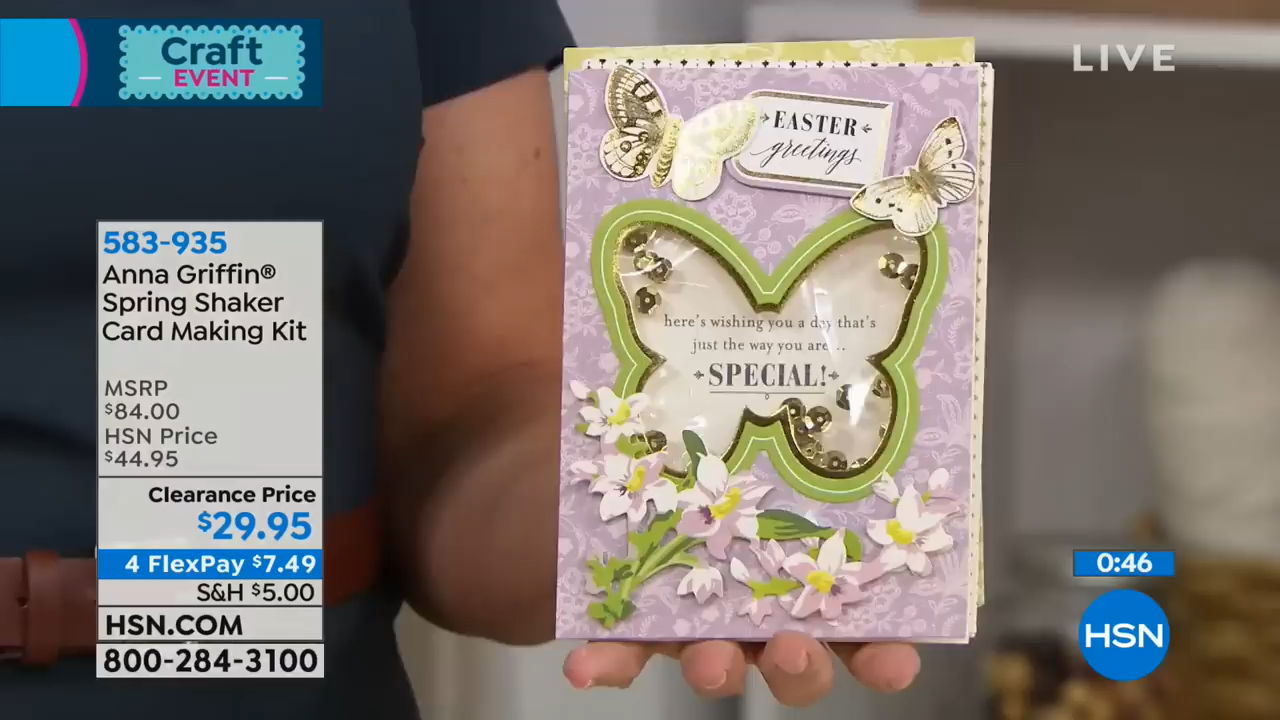 Craft
EVENT
LIVE
EASTER
greetings
here's wishing you a day that's
just the way you are...
SPECIAL!
583-935
Anna Griffin®
Spring Shaker
Card Making Kit
MSRP
$84.00
HSN Price
$44.95
Clearance Price
$29.95
4 FlexPay $7.49
S&H $5.00
HSN.COM
800-284-3100
0:46
HSN